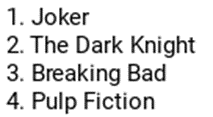 1. Joker
2. The Dark Knight
3. Breaking Bad
4. Pulp Fiction